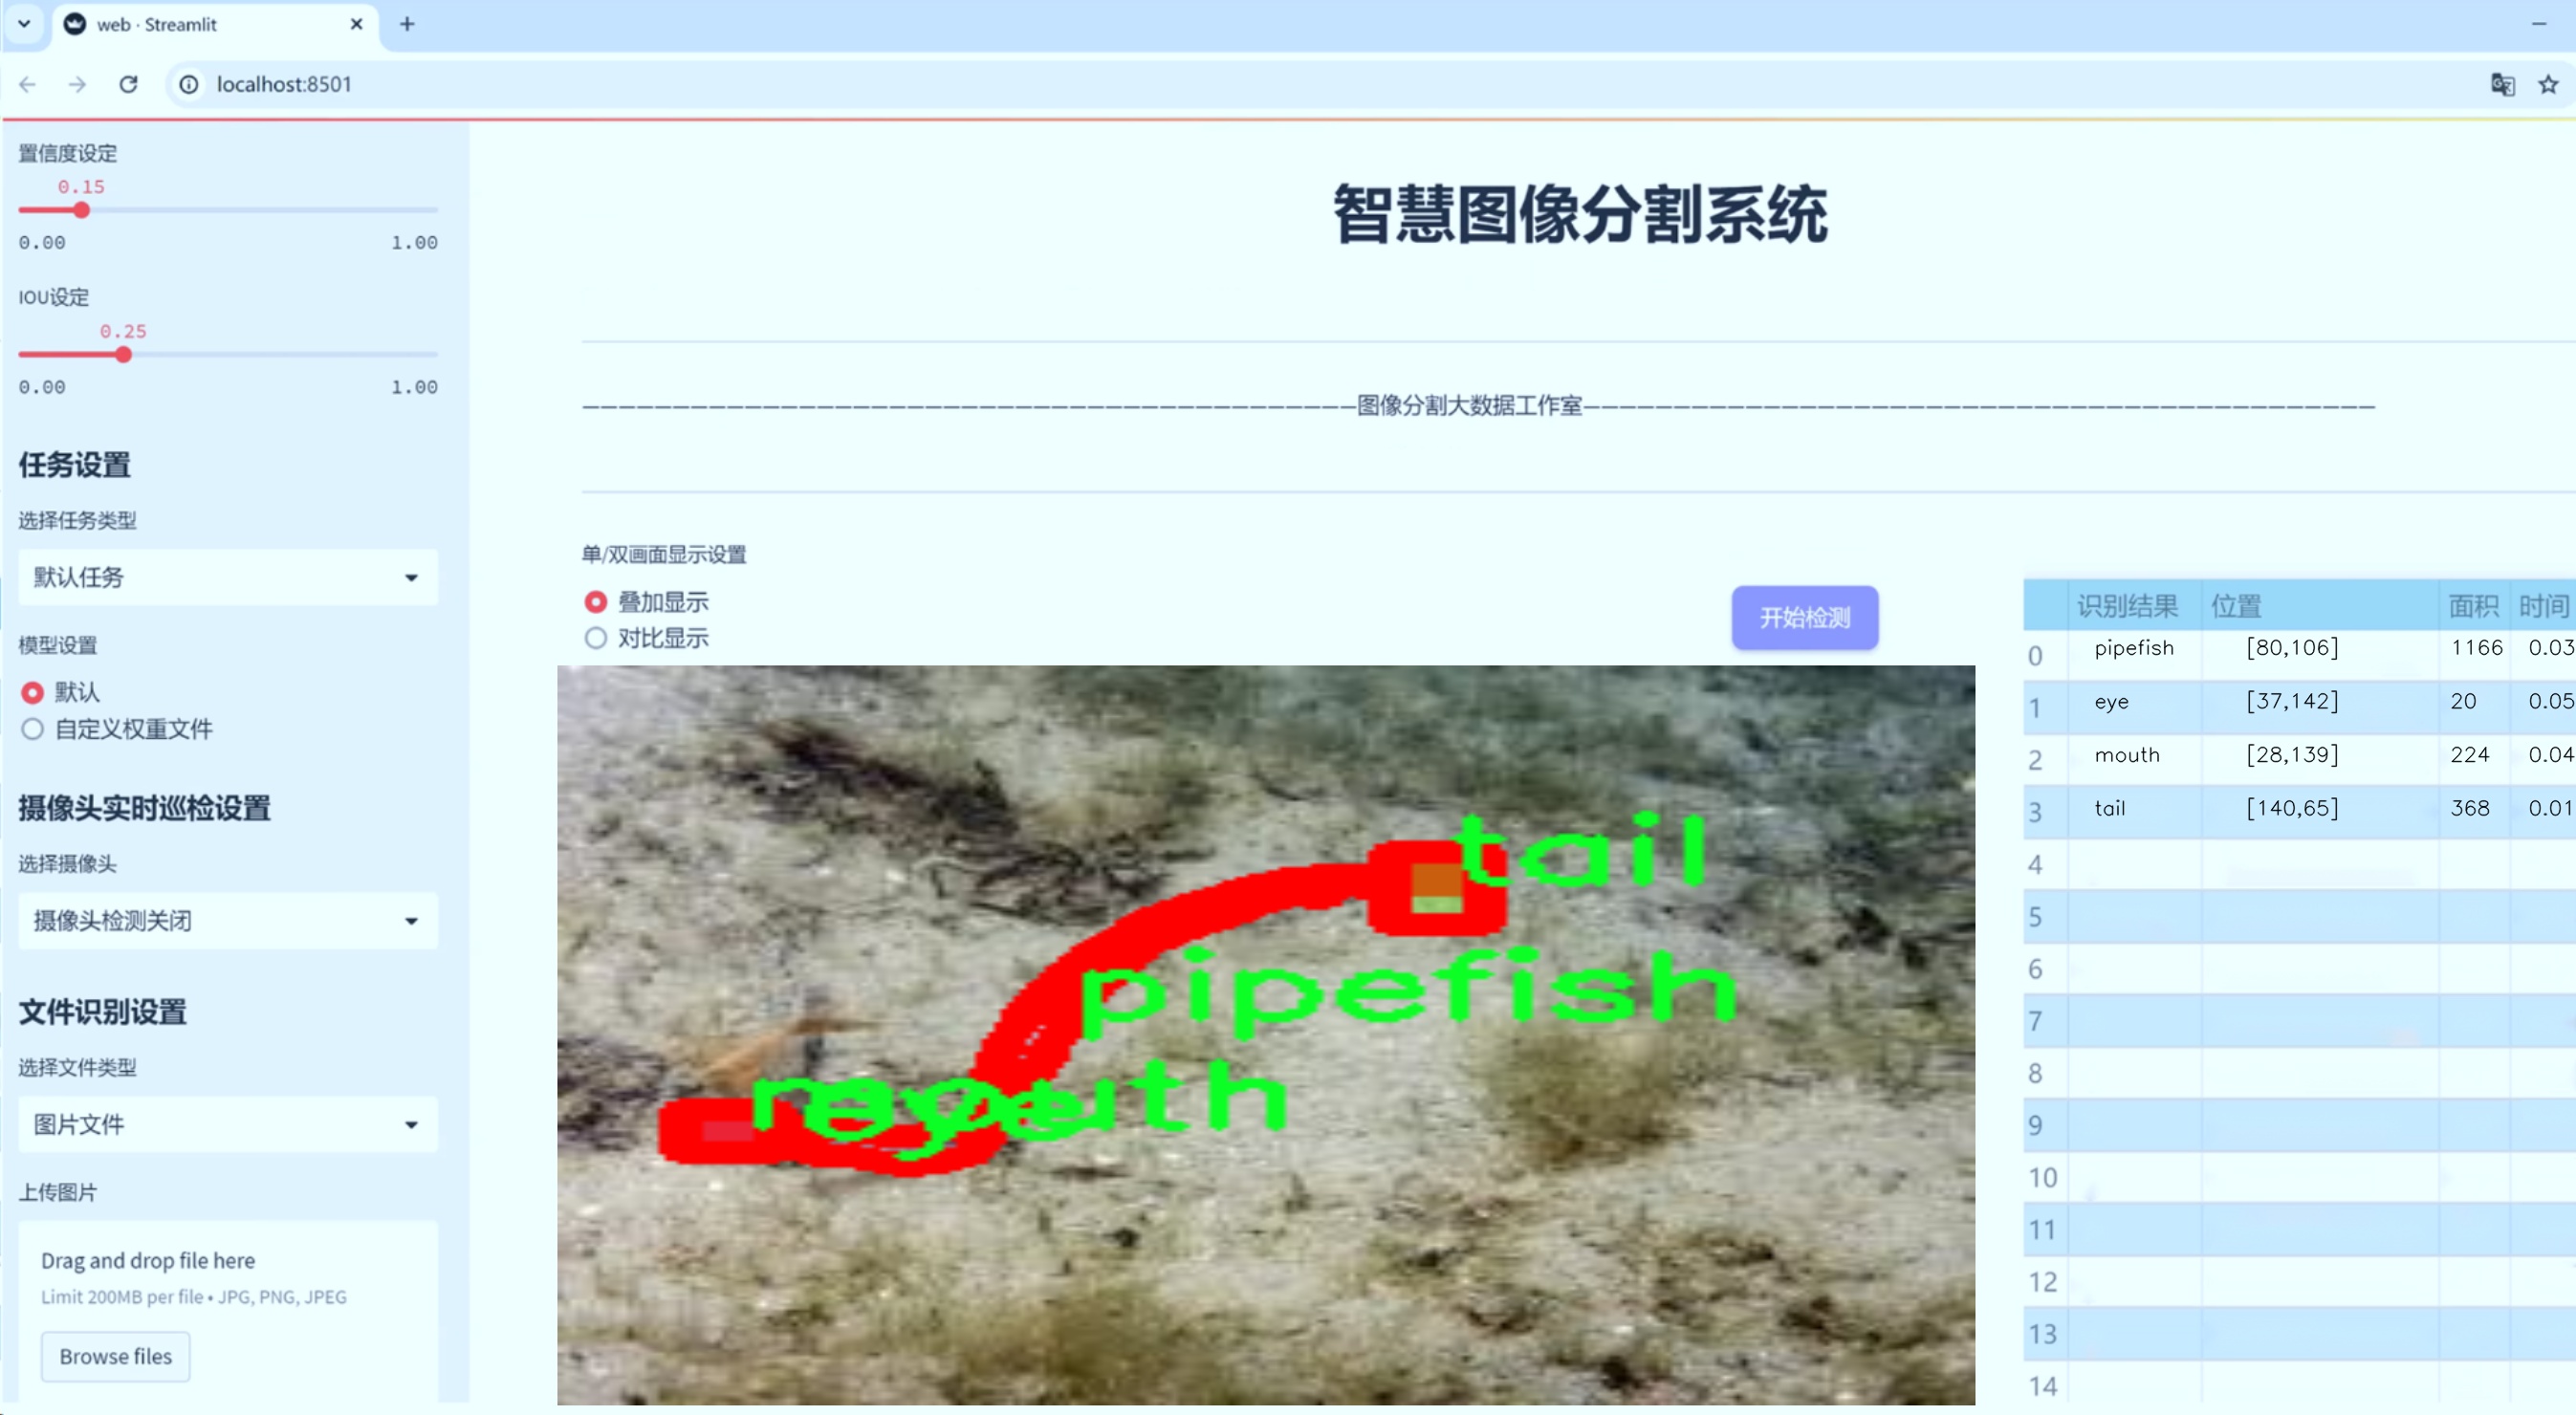 web · Streamlit
localhost:8501
置信度设定
0.15
0.00 1.00
IOU设定
0.25
0.00 1.00
任务设置
选择任务类型
默认任务
模型设置
默认
自定义权重文件
摄像头实时巡检设置
选择摄像头
摄像头检测关闭
文件识别设置
选择文件类型
图片文件
上传图片
Drag and drop file here
Limit 200MB per file • JPG, PNG, JPEG
Browse files
智慧图像分割系统
————————————————————————————————————————————图像分割大数据工作室————————————————————————————————————————————
单/双画面显示设置
叠加显示
对比显示
开始检测
tail
pipefish
mouth
eye
识别结果 位置 面积 时间
0 pipefish [80,106] 1166 0.03
1 eye [37,142] 20 0.05
2 mouth [28,139] 224 0.04
3 tail [140,65] 368 0.01
4
5
6
7
8
9
10
11
12
13
14